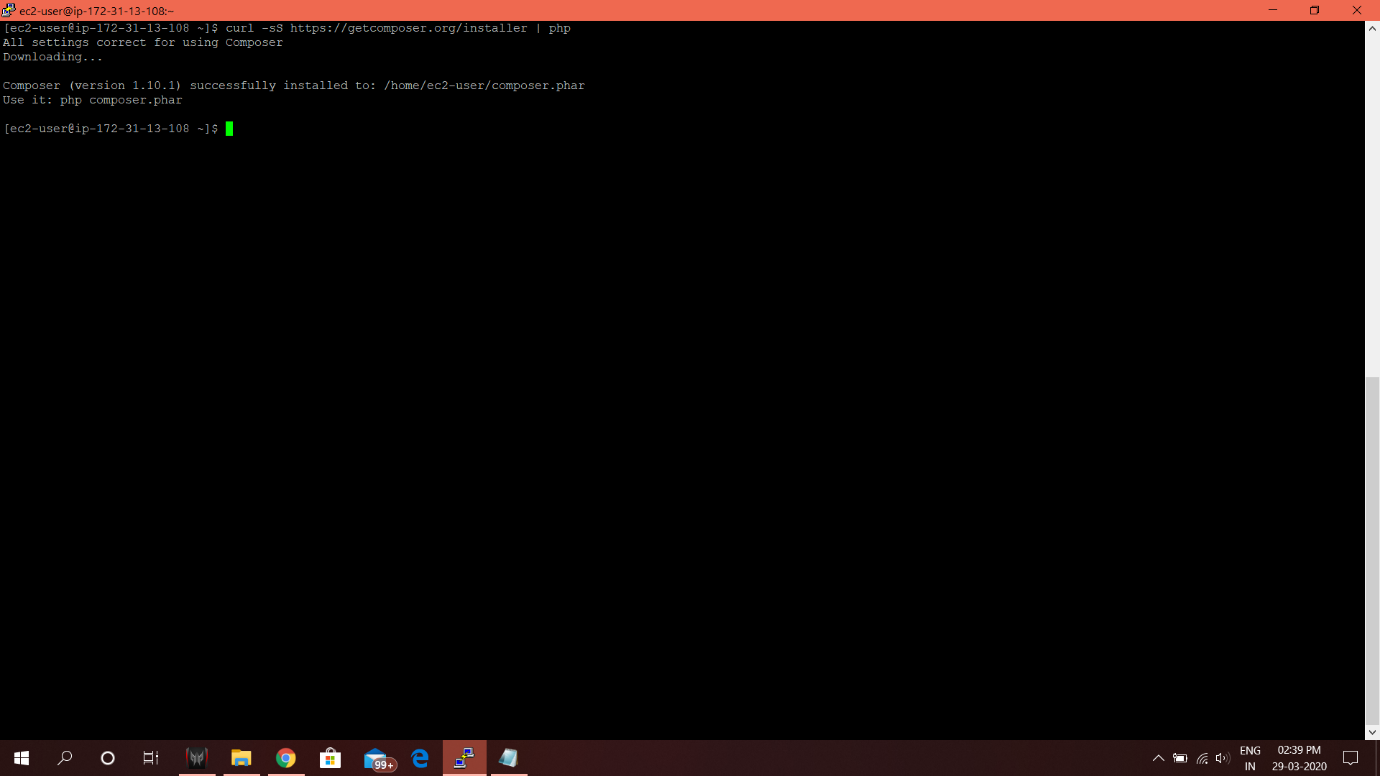 ec2-user@ip-172-31-13-108:~
[ec2-user@ip-172-31-13-108 ~]$ curl -sS https://getcomposer.org/installer | php
All settings correct for using Composer
Downloading...
Composer (version 1.10.1) successfully installed to: /home/ec2-user/composer.phar
Use it: php composer.phar
[ec2-user@ip-172-31-13-108 ~]$
99+
ENG
IN
02:39 PM
29-03-2020